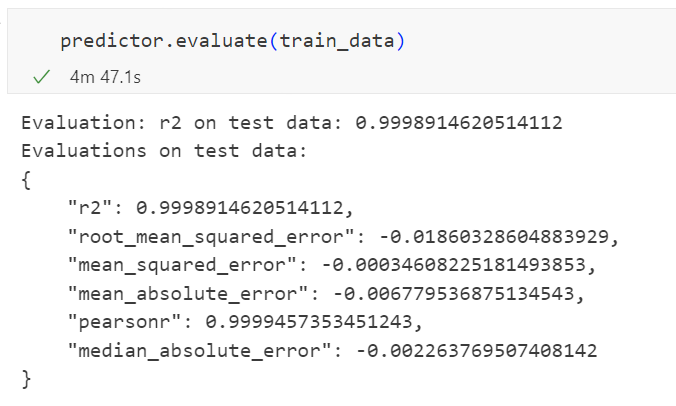 predictor.evaluate(train_data)
✓ 4m 47.1s
Evaluation: r2 on test data: 0.9998914620514112
Evaluations on test data:
{
    "r2": 0.9998914620514112,
    "root_mean_squared_error": -0.01860328604883929,
    "mean_squared_error": -0.00034608225181493853,
    "mean_absolute_error": -0.006779536875134543,
    "pearsonr": 0.9999457353451243,
    "median_absolute_error": -0.002263769507408142
}